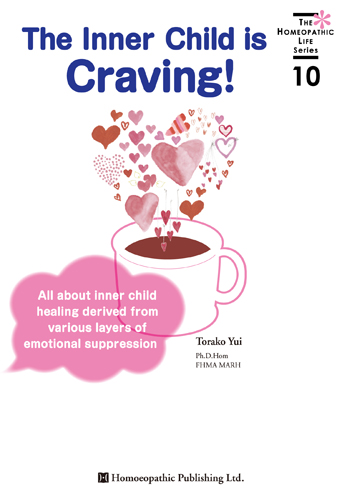 The Inner Child is
Craving!
THE
HOMEOPATHIC
LIFE
Series
10
All about inner child
healing derived from
various layers of
emotional suppression
Torako Yui
Ph.D.Hom
FHMA MARH
H Homoeopathic Publishing Ltd.